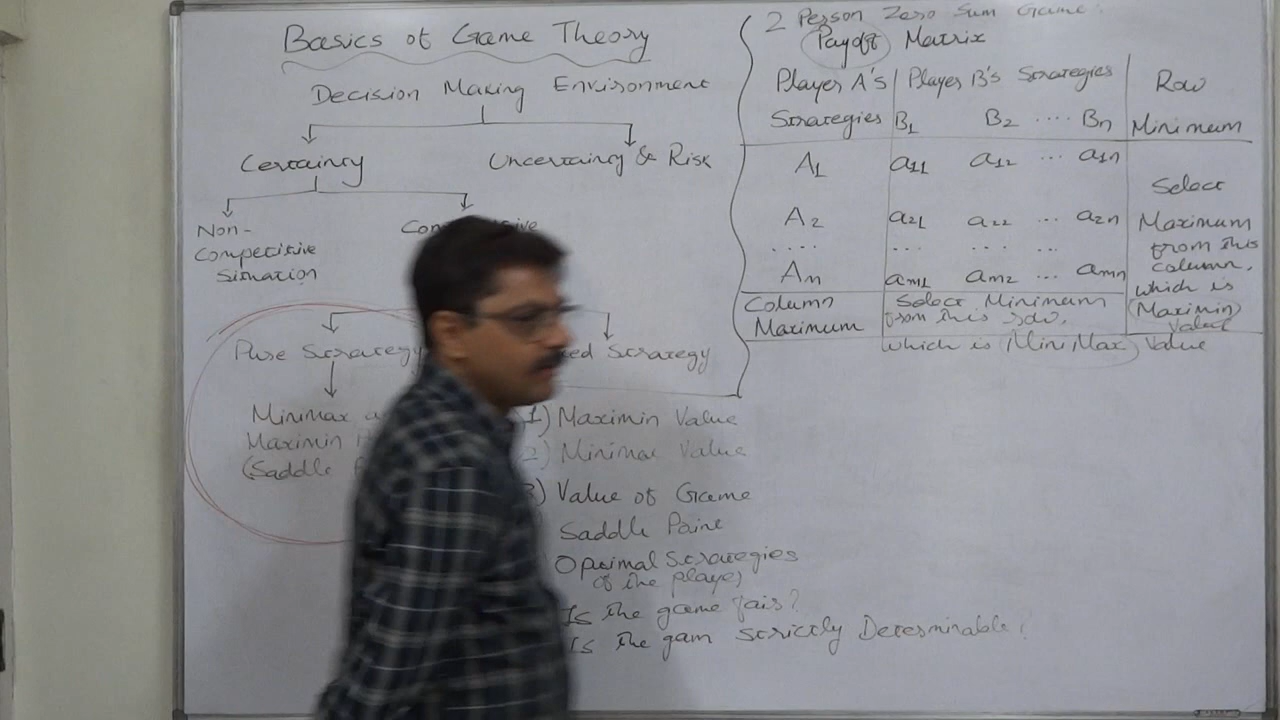 Basics of Game Theory
Decision Making Environment
Certainty
Uncertainty & Risk
Non-
Competitive
Situation
Pure Strategy
Strategy
Minimax
Maximin
(Saddle
1) Maximin Value
2) Minimax Value
3) Value of Game
Saddle Point
Optimal Strategies
of the player
Is the game fair?
Is the gam strictly Determinable?
2 Person Zero Sum Game.
Payoff Matrix
Player A's Player B's Strategies Row
Strategies B1 B2 .... Bn Minimum
A1 a11 a12 ... a1n
Select
A2 a21 a22 ... a2n Maximum
.... ... .... ... from this
column,
Am am1 am2 ... amn which is
Column Select Minimum (Maximin)
Maximum from this row, Value
which is (MiniMax) Value